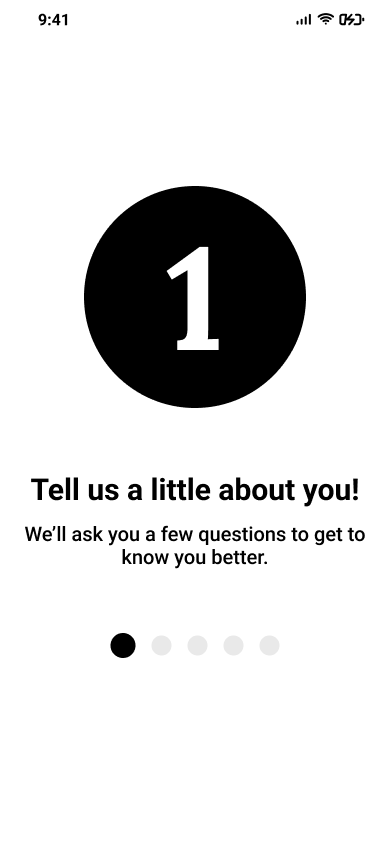 9:41
1
Tell us a little about you!
We’ll ask you a few questions to get to
know you better.